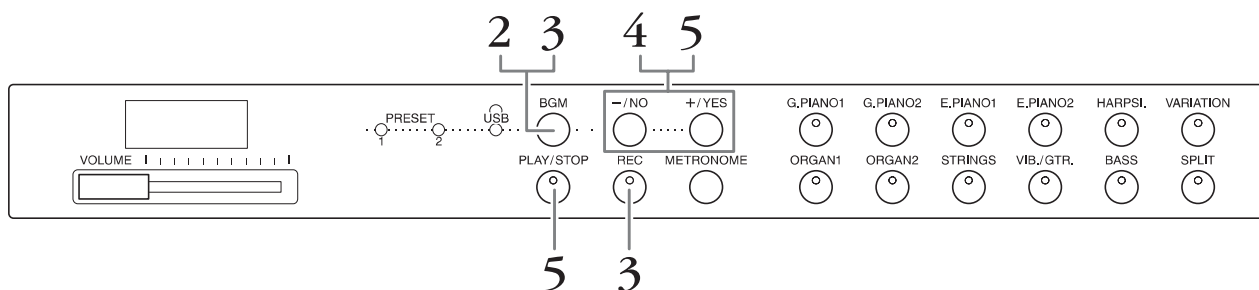 2 3 4 5
BGM −/NO +/YES G.PIANO1 G.PIANO2 E.PIANO1 E.PIANO2 HARPSI. VARIATION
PRESET USB
1 2
VOLUME PLAY/STOP REC METRONOME ORGAN1 ORGAN2 STRINGS VIB./GTR. BASS SPLIT
5 3